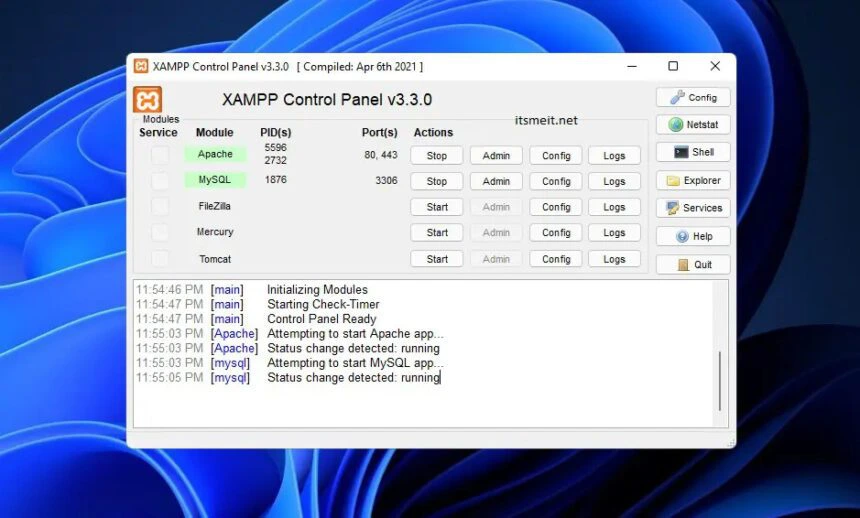 XAMPP Control Panel v3.3.0 [ Compiled: Apr 6th 2021 ]
XAMPP Control Panel v3.3.0
itsmeit.net
Config
Modules
Service Module PID(s) Port(s) Actions
Netstat
Apache 5596 80, 443 Stop Admin Config Logs
2732
Shell
MySQL 1876 3306 Stop Admin Config Logs
Explorer
FileZilla Start Admin Config Logs
Services
Mercury Start Admin Config Logs
Help
Tomcat Start Admin Config Logs
Quit
11:54:46 PM [main] Initializing Modules
11:54:47 PM [main] Starting Check-Timer
11:54:47 PM [main] Control Panel Ready
11:55:03 PM [Apache] Attempting to start Apache app...
11:55:03 PM [Apache] Status change detected: running
11:55:03 PM [mysql] Attempting to start MySQL app...
11:55:05 PM [mysql] Status change detected: running